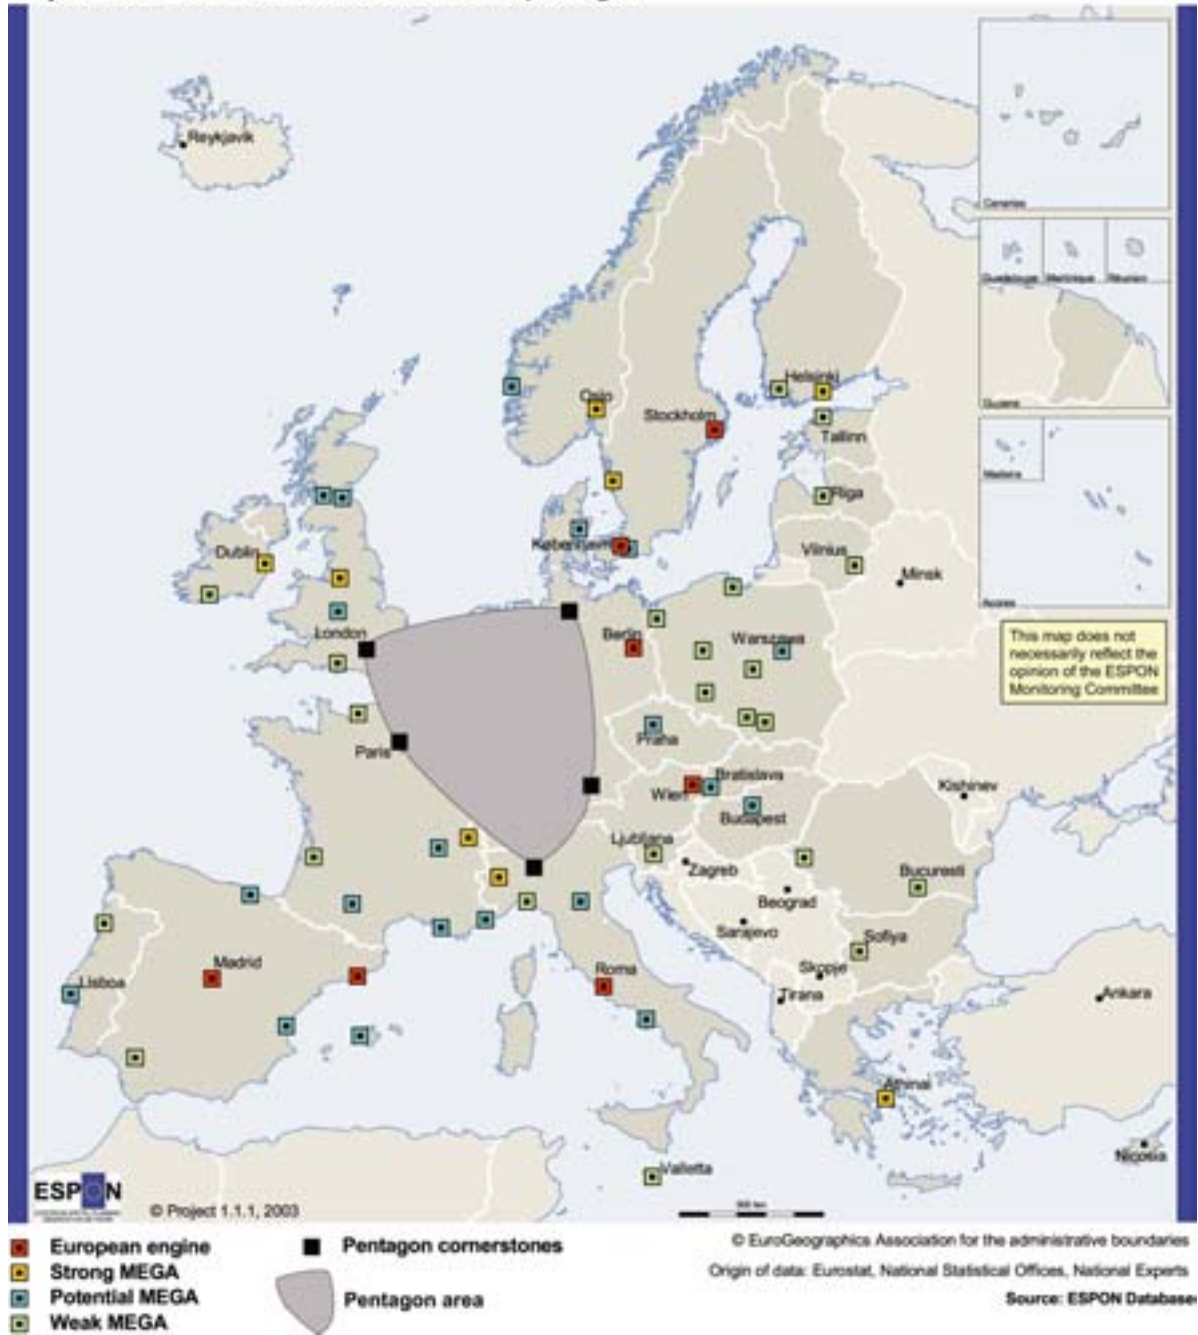 Reykjavik
Canarias
Guadeloupe
Martinique
Réunion
Guyane
Madeira
Acores
Oslo
Helsinki
Stockholm
Tallinn
Riga
København
Vilnius
Minsk
Dublin
London
Berlin
Warszawa
This map does not
necessarily reflect the
opinion of the ESPON
Monitoring Committee
Paris
Praha
Wien
Bratislava
Budapest
Kishinev
Ljubljana
Zagreb
Bucuresti
Beograd
Sarajevo
Sofiya
Skopje
Tirana
Ankara
Madrid
Lisboa
Roma
Athinai
Valletta
Nicosia
ESPON
© Project 1.1.1, 2003
European engine
Strong MEGA
Potential MEGA
Weak MEGA
Pentagon cornerstones
Pentagon area
© EuroGeographics Association for the administrative boundaries
Origin of data: Eurostat, National Statistical Offices, National Experts
Source: ESPON Database